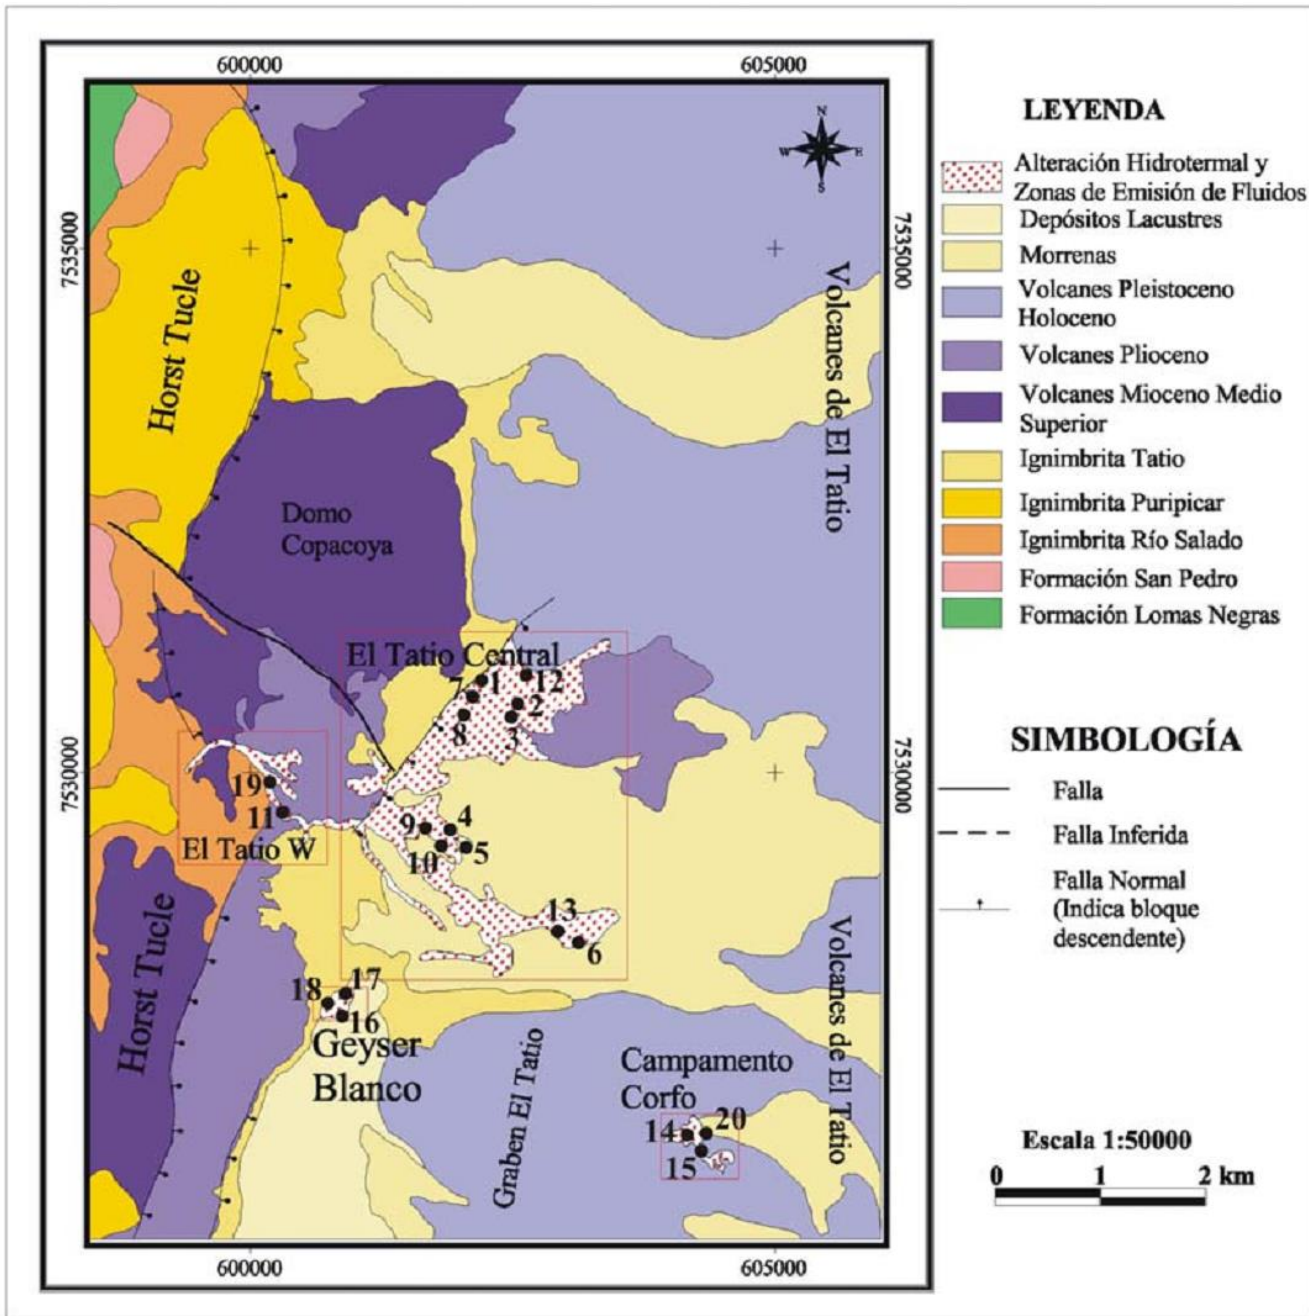 600000
605000
N
W
E
S
7535000
7535000
Horst Tucle
Volcanes de El Tatio
Domo
Copacoya
El Tatio Central
1
12
7
2
8
3
7530000
7530000
19
11
El Tatio W
9
4
10
5
13
6
Horst Tucle
Volcanes de El Tatio
18
17
16
Geyser
Blanco
Graben El Tatio
Campamento
Corfo
14
20
15
600000
605000
LEYENDA
Alteración Hidrotermal y
Zonas de Emisión de Fluidos
Depósitos Lacustres
Morrenas
Volcanes Pleistoceno
Holoceno
Volcanes Plioceno
Volcanes Mioceno Medio
Superior
Ignimbrita Tatio
Ignimbrita Puripicar
Ignimbrita Río Salado
Formación San Pedro
Formación Lomas Negras
SIMBOLOGÍA
Falla
Falla Inferida
Falla Normal
(Indica bloque
descendente)
Escala 1:50000
0 1 2 km